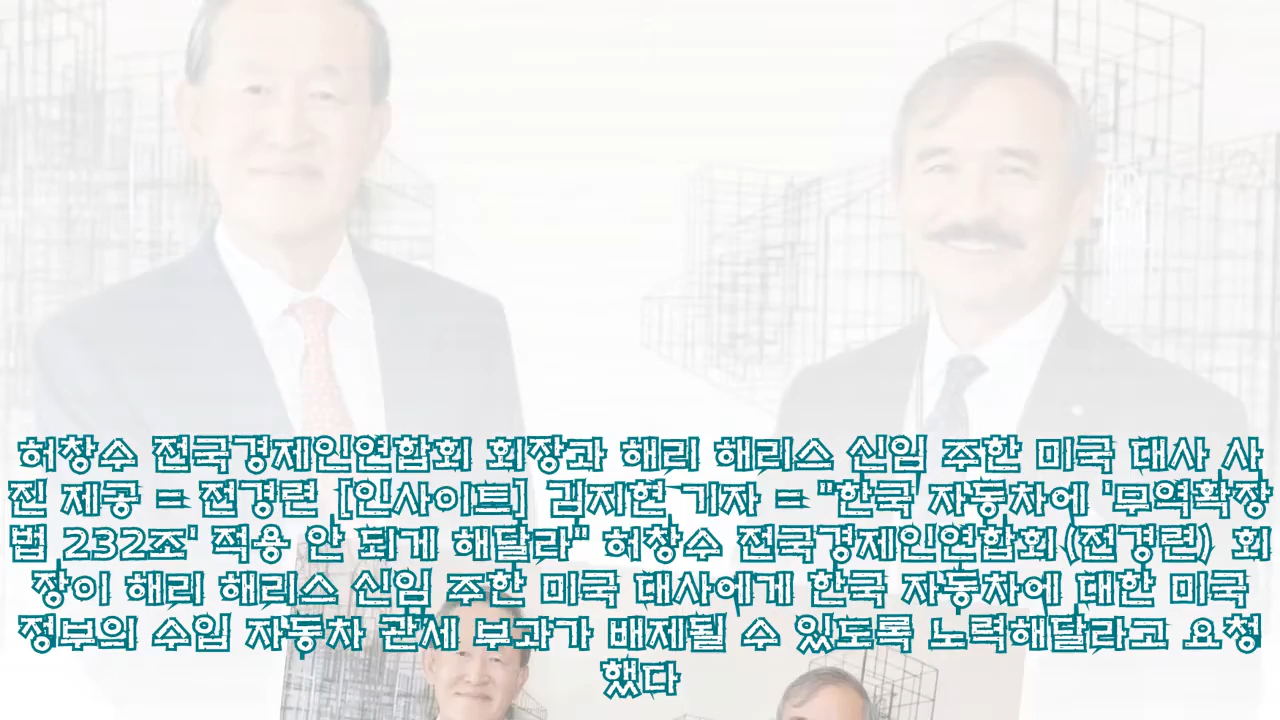 허창수 전국경제인연합회 회장과 해리 해리스 신임 주한 미국 대사 사
진 제공 = 전경련 [인사이트] 김지현 기자 = "한국 자동차에 '무역확장
법 232조' 적용 안 되게 해달라" 허창수 전국경제인연합회(전경련) 회
장이 해리 해리스 신임 주한 미국 대사에게 한국 자동차에 대한 미국
정부의 수입 자동차 관세 부과가 배제될 수 있도록 노력해달라고 요청
했다